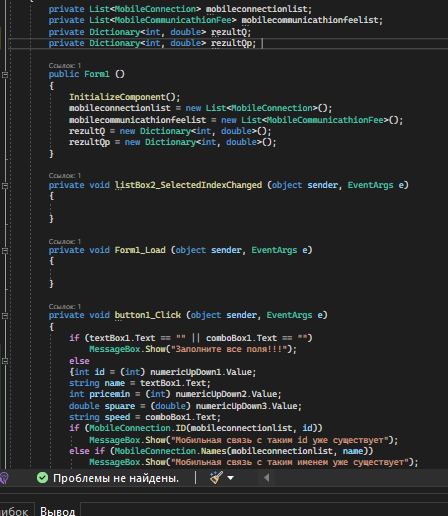 private List<MobileConnection> mobileconnectionlist;
private List<MobileCommunicathionFee> mobilecommunicathionfeelist;
private Dictionary<int, double> rezultQ;
private Dictionary<int, double> rezultQp;
Ссылок: 1
public Form1 ()
{
InitializeComponent();
mobileconnectionlist = new List<MobileConnection>();
mobilecommunicathionfeelist = new List<MobileCommunicathionFee>();
rezultQ = new Dictionary<int, double>();
rezultQp = new Dictionary<int, double>();
}
Ссылок: 1
private void listBox2_SelectedIndexChanged (object sender, EventArgs e)
{
}
Ссылок: 1
private void Form1_Load (object sender, EventArgs e)
{
}
Ссылок: 1
private void button1_Click (object sender, EventArgs e)
{
if (textBox1.Text == "" || comboBox1.Text == "")
MessageBox.Show("Заполните все поля!!!");
else
{int id = (int) numericUpDown1.Value;
string name = textBox1.Text;
int pricemin = (int) numericUpDown2.Value;
double spuare = (double) numericUpDown3.Value;
string speed = comboBox1.Text;
if (MobileConnection.ID(mobileconnectionlist, id))
MessageBox.Show("Мобильная связь с таким id уже существует");
else if (MobileConnection.Names(mobileconnectionlist, name))
MessageBox.Show("Мобильная связь с таким именем уже существует");
Проблемы не найдены.
ибок Вывод